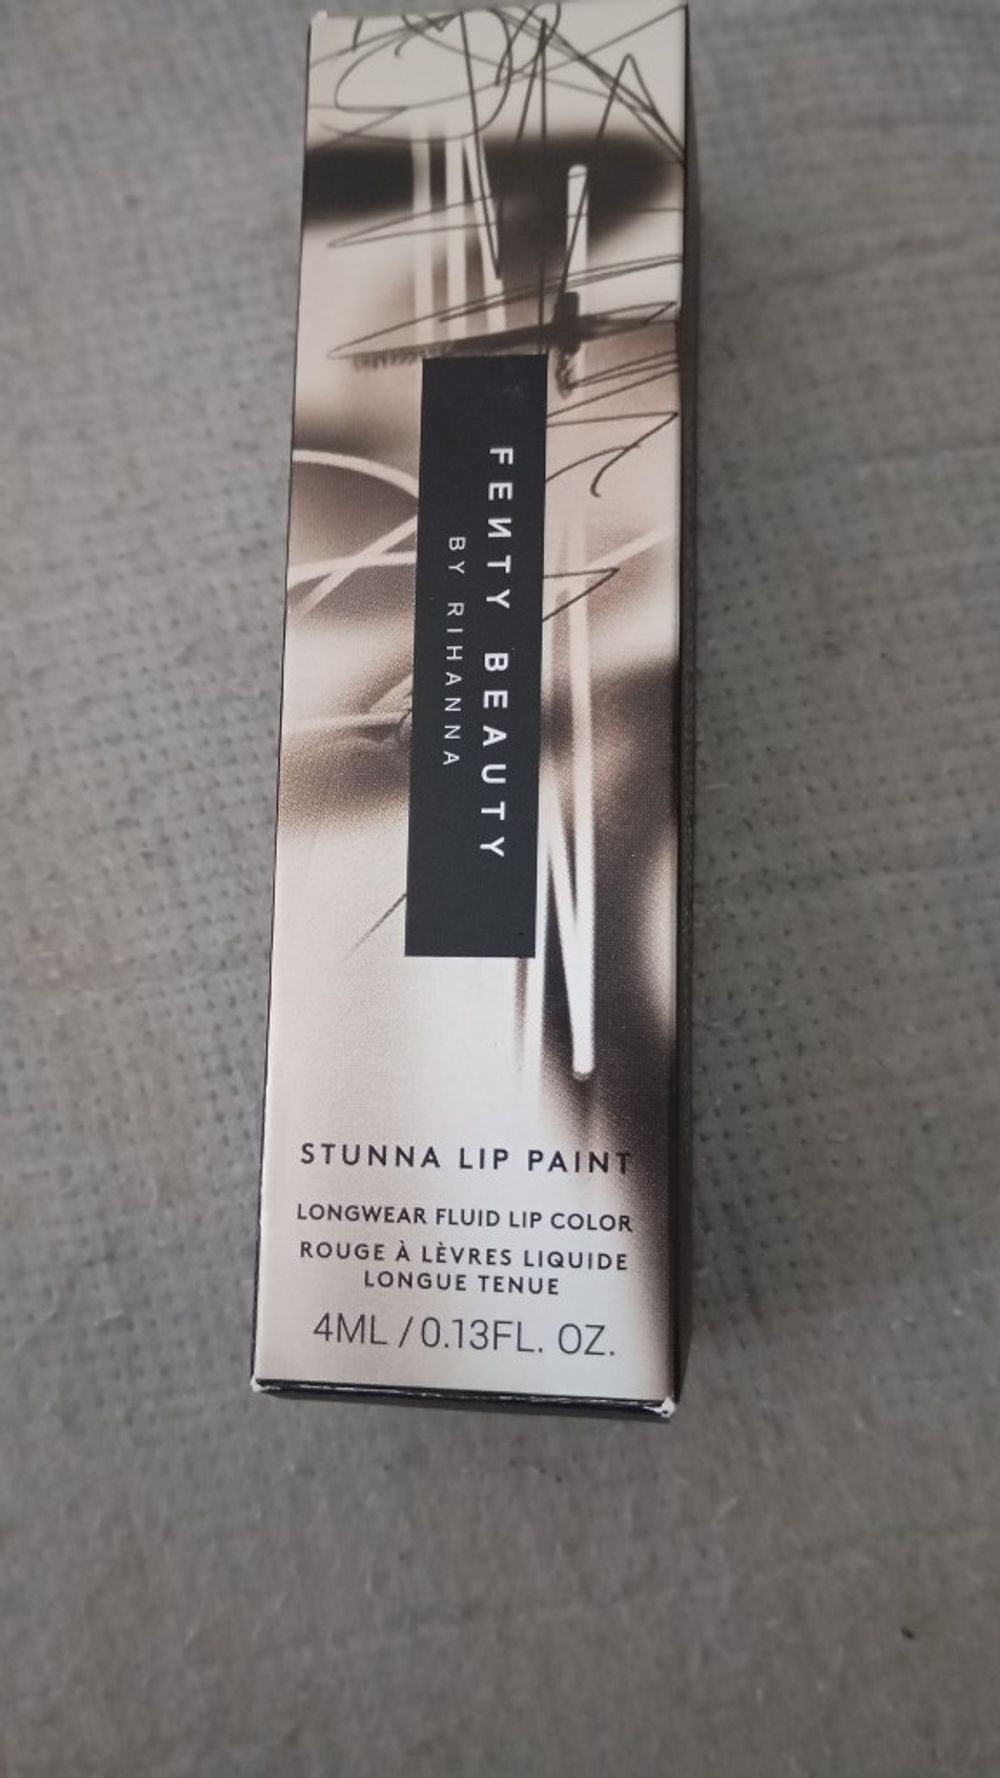 FEИTY BEAUTY
BY RIHANNA
STUNNA LIP PAINT
LONGWEAR FLUID LIP COLOR
ROUGE À LÈVRES LIQUIDE
LONGUE TENUE
4ML / 0.13FL. OZ.